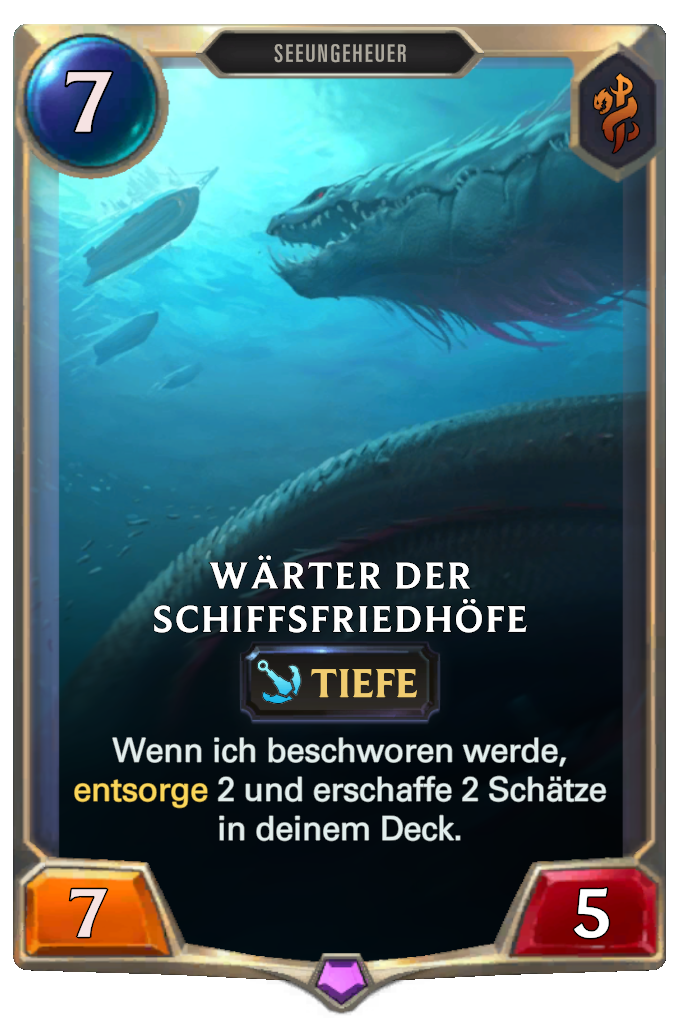 SEEUNGEHEUER
7
WÄRTER DER
SCHIFFSFRIEDHÖFE
TIEFE
Wenn ich beschworen werde,
entsorge 2 und erschaffe 2 Schätze
in deinem Deck.
7
5